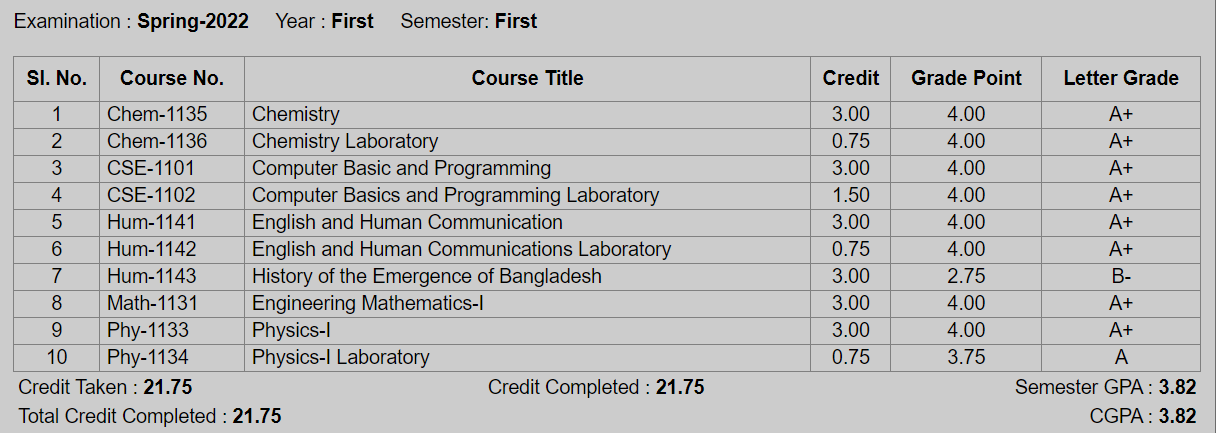 Examination : Spring-2022 Year : First Semester: First
Sl. No. Course No. Course Title Credit Grade Point Letter Grade
1 Chem-1135 Chemistry 3.00 4.00 A+
2 Chem-1136 Chemistry Laboratory 0.75 4.00 A+
3 CSE-1101 Computer Basic and Programming 3.00 4.00 A+
4 CSE-1102 Computer Basics and Programming Laboratory 1.50 4.00 A+
5 Hum-1141 English and Human Communication 3.00 4.00 A+
6 Hum-1142 English and Human Communications Laboratory 0.75 4.00 A+
7 Hum-1143 History of the Emergence of Bangladesh 3.00 2.75 B-
8 Math-1131 Engineering Mathematics-I 3.00 4.00 A+
9 Phy-1133 Physics-I 3.00 4.00 A+
10 Phy-1134 Physics-I Laboratory 0.75 3.75 A
Credit Taken : 21.75 Credit Completed : 21.75 Semester GPA : 3.82
Total Credit Completed : 21.75 CGPA : 3.82